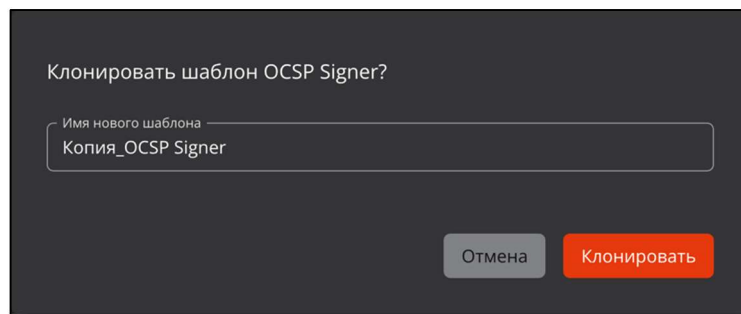 Клонировать шаблон OCSP Signer?
Имя нового шаблона
Копия_OCSP Signer
Отмена
Клонировать